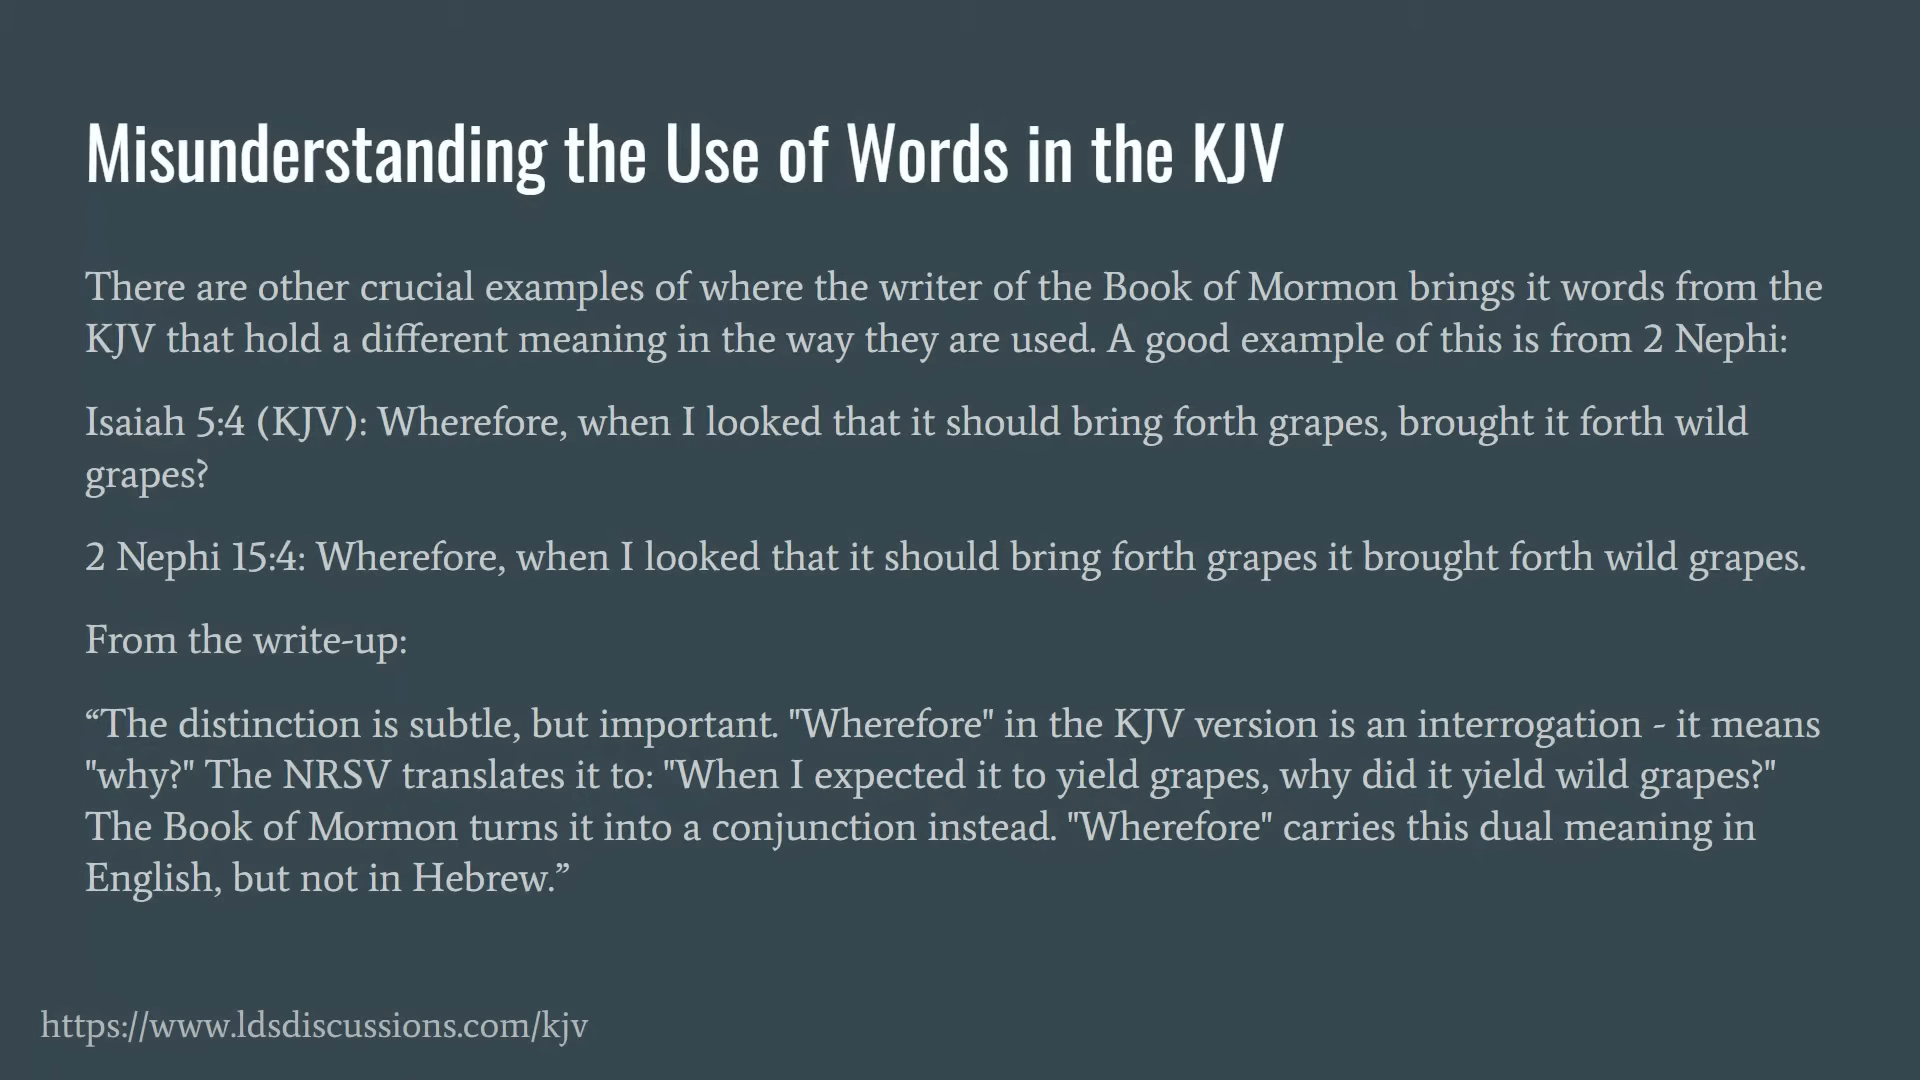 Misunderstanding the Use of Words in the KJV
There are other crucial examples of where the writer of the Book of Mormon brings it words from the
KJV that hold a different meaning in the way they are used. A good example of this is from 2 Nephi:
Isaiah 5:4 (KJV): Wherefore, when I looked that it should bring forth grapes, brought it forth wild
grapes?
2 Nephi 15:4: Wherefore, when I looked that it should bring forth grapes it brought forth wild grapes.
From the write-up:
“The distinction is subtle, but important. "Wherefore" in the KJV version is an interrogation - it means
"why?" The NRSV translates it to: "When I expected it to yield grapes, why did it yield wild grapes?"
The Book of Mormon turns it into a conjunction instead. "Wherefore" carries this dual meaning in
English, but not in Hebrew.”
https://www.ldsdiscussions.com/kjv